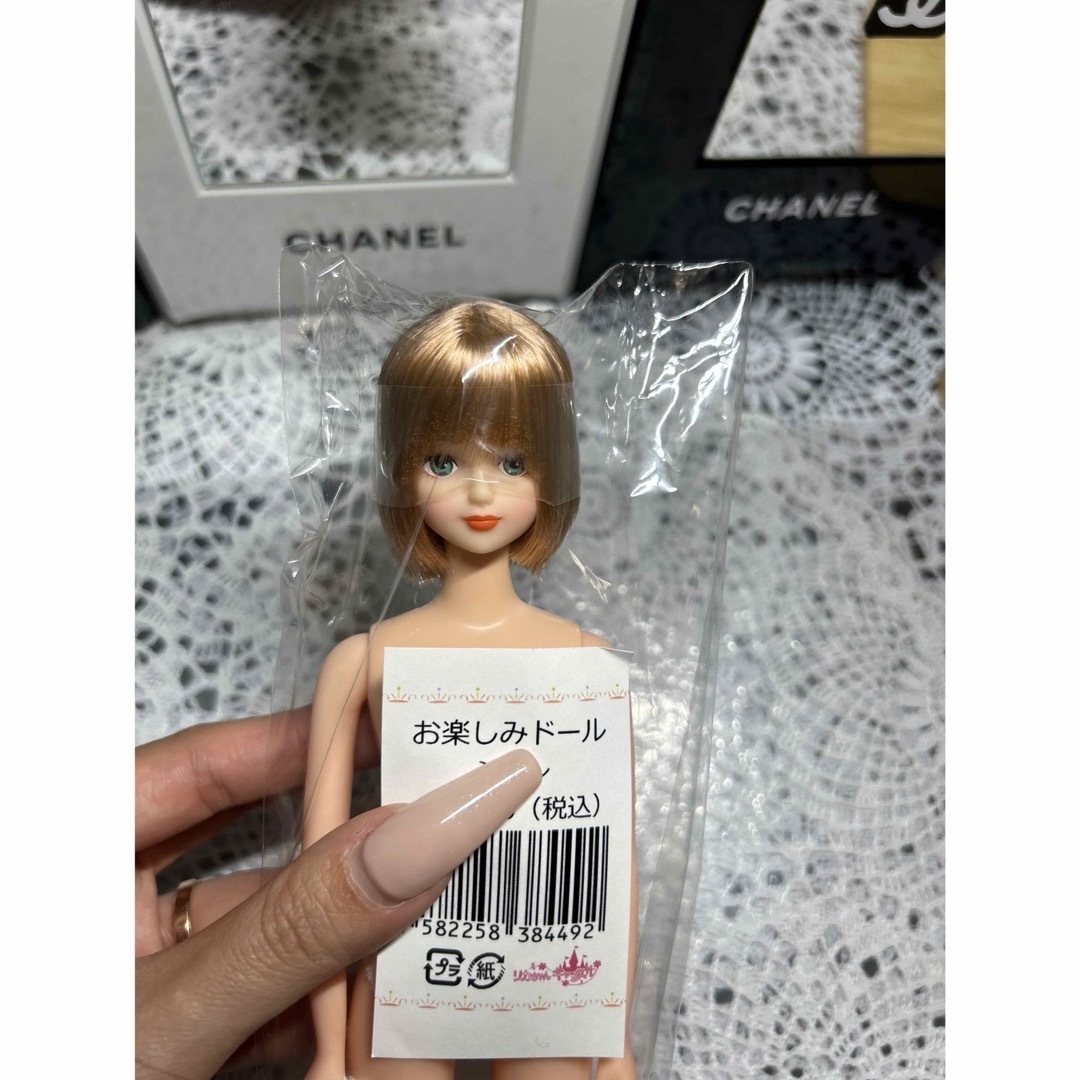 CHANEL
CHANEL
お楽しみドール
(税込)
582258 384492
プラ 紙 リカちゃんキャッスル